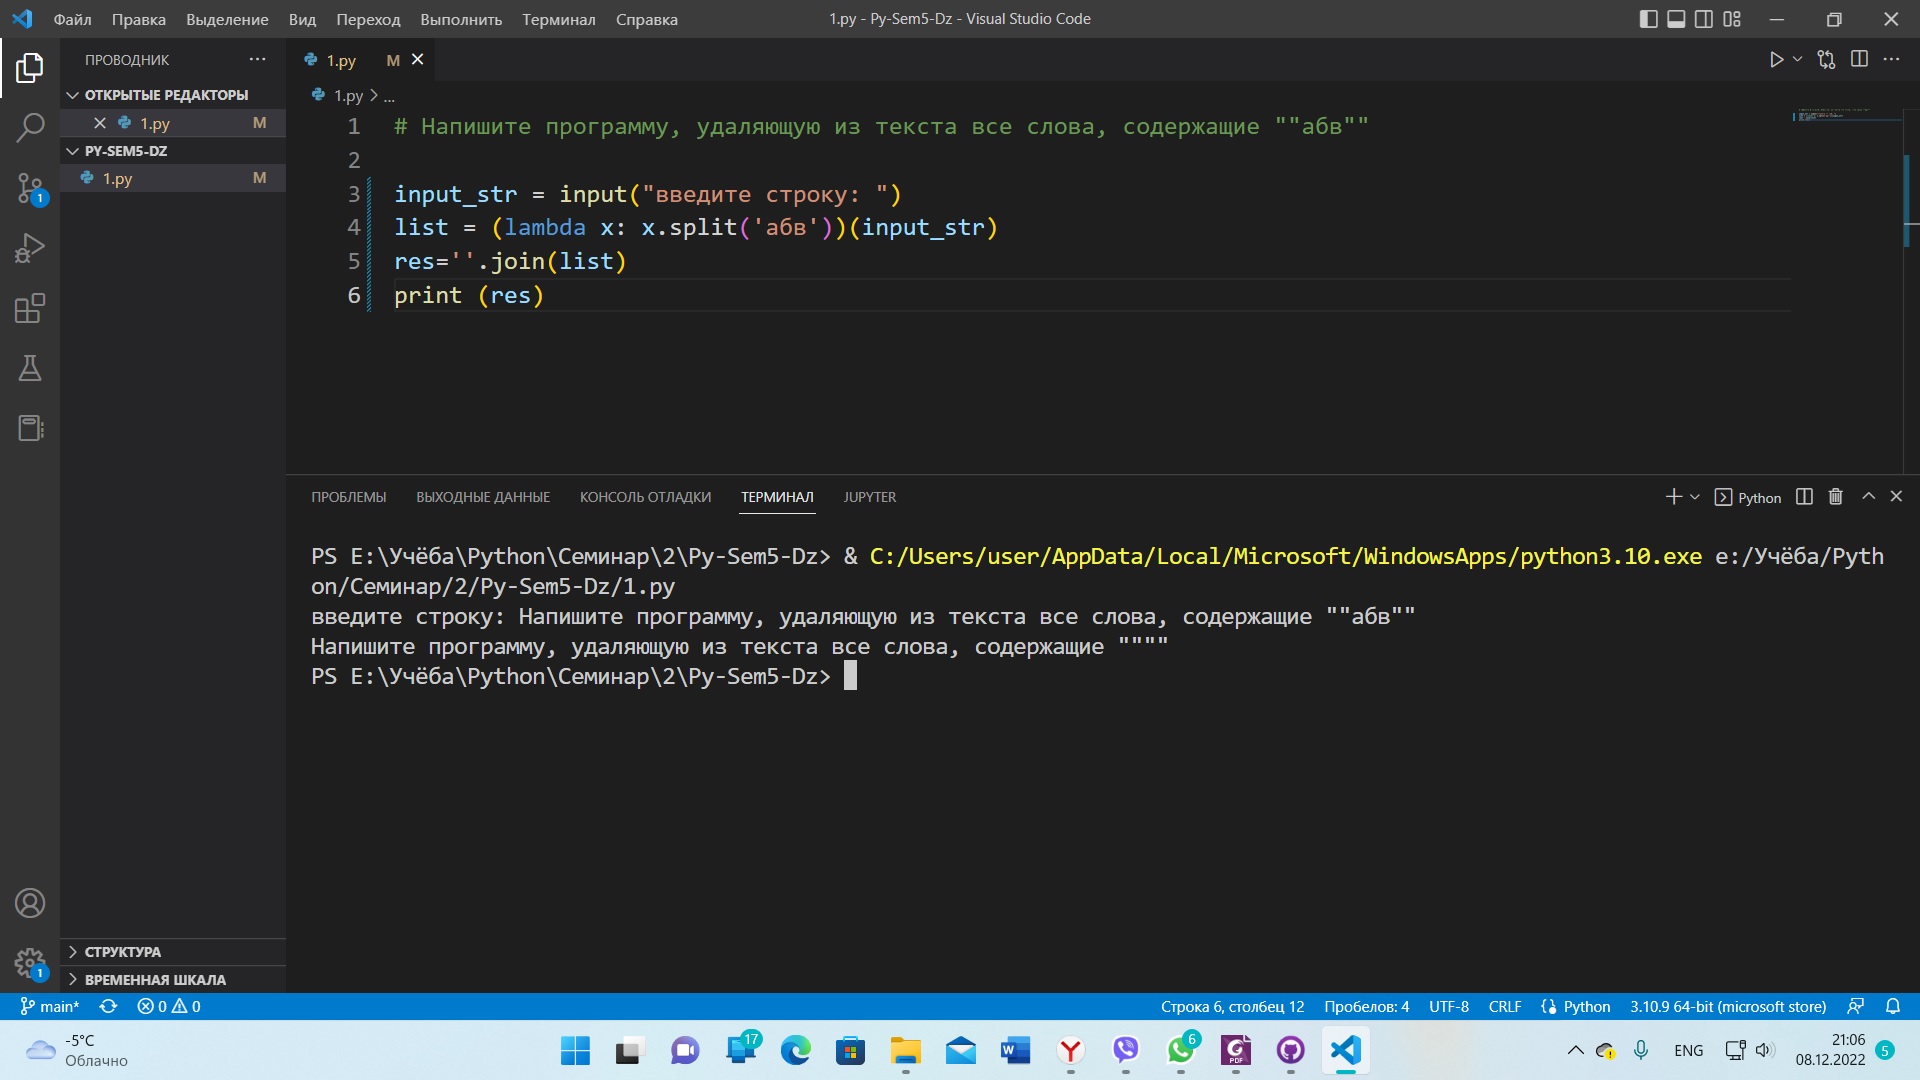 Файл Правка Выделение Вид Переход Выполнить Терминал Справка 1.py - Py-Sem5-Dz - Visual Studio Code
ПРОВОДНИК
1.py M
1.py > ...
ОТКРЫТЫЕ РЕДАКТОРЫ
1.py M
PY-SEM5-DZ
1.py M
1 # Напишите программу, удаляющую из текста все слова, содержащие ""абв""
2
3 input_str = input("введите строку: ")
4 list = (lambda x: x.split('абв'))(input_str)
5 res=''.join(list)
6 print (res)
1
ПРОБЛЕМЫ ВЫХОДНЫЕ ДАННЫЕ КОНСОЛЬ ОТЛАДКИ ТЕРМИНАЛ JUPYTER Python
PS E:\Учёба\Python\Семинар\2\Py-Sem5-Dz> & C:/Users/user/AppData/Local/Microsoft/WindowsApps/python3.10.exe e:/Учёба/Pyth
on/Семинар/2/Py-Sem5-Dz/1.py
введите строку: Напишите программу, удаляющую из текста все слова, содержащие ""абв""
Напишите программу, удаляющую из текста все слова, содержащие """"
PS E:\Учёба\Python\Семинар\2\Py-Sem5-Dz>
СТРУКТУРА
1
ВРЕМЕННАЯ ШКАЛА
main* 0 0 Строка 6, столбец 12 Пробелов: 4 UTF-8 CRLF Python 3.10.9 64-bit (microsoft store)
-5°C
Облачно
17
W
Y
6
PDF
ENG
21:06
08.12.2022
5